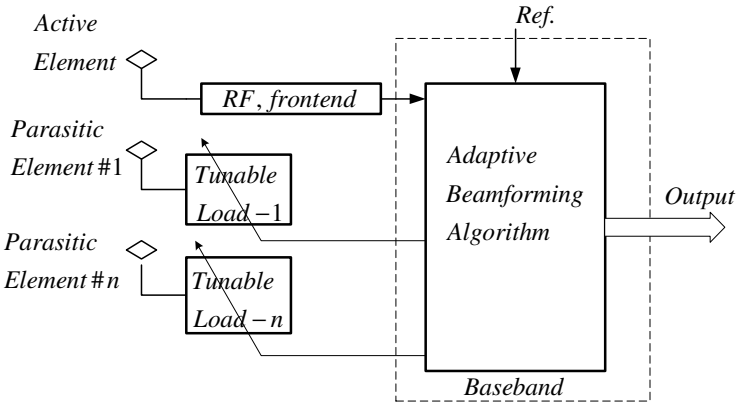 Active
Element
Ref.
RF, frontend
Parasitic
Element #1
Tunable
Load -1
Adaptive
Beamforming
Algorithm
Output
Parasitic
Element # n
Tunable
Load - n
Baseband